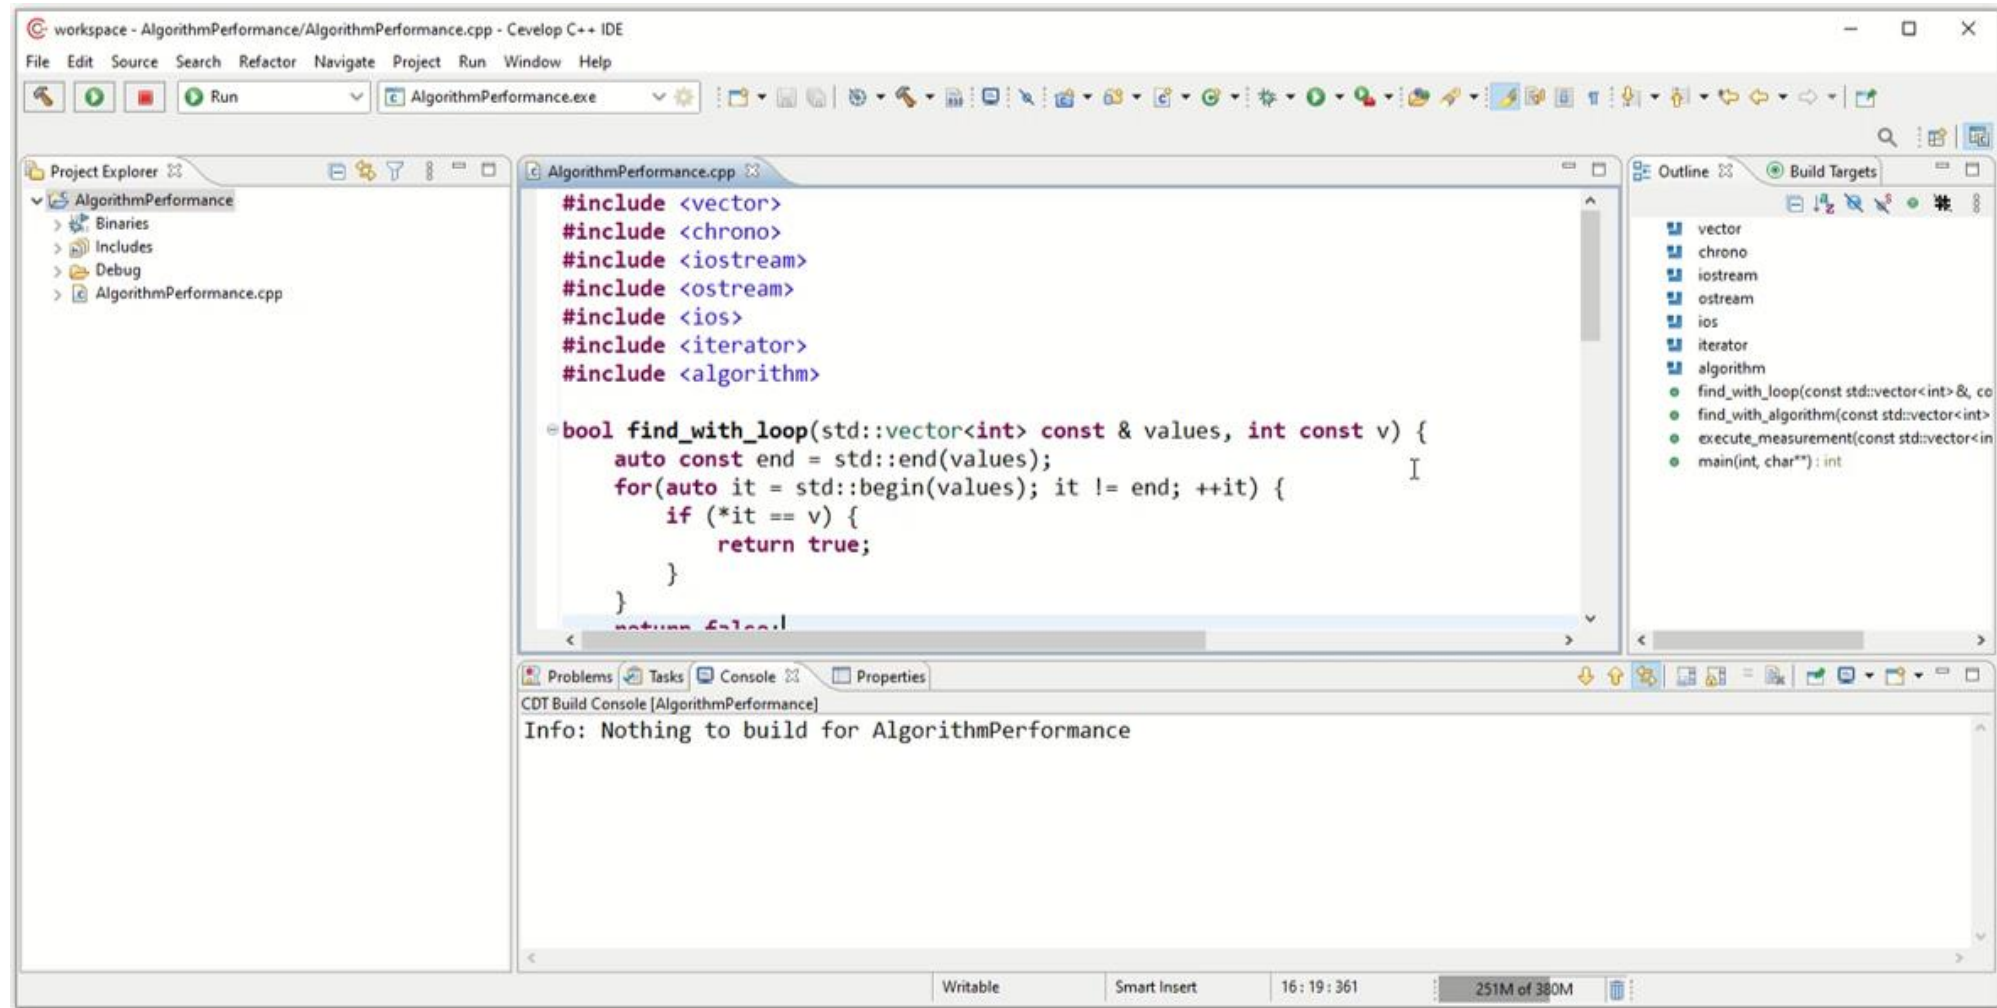 workspace - AlgorithmPerformance/AlgorithmPerformance.cpp - Cevelop C++ IDE
File Edit Source Search Refactor Navigate Project Run Window Help
Run
AlgorithmPerformance.exe
Project Explorer
AlgorithmPerformance
Binaries
Includes
Debug
AlgorithmPerformance.cpp
AlgorithmPerformance.cpp
#include <vector>
#include <chrono>
#include <iostream>
#include <ostream>
#include <ios>
#include <iterator>
#include <algorithm>
bool find_with_loop(std::vector<int> const & values, int const v) {
    auto const end = std::end(values);
    for(auto it = std::begin(values); it != end; ++it) {
        if (*it == v) {
            return true;
        }
    }
    return false;
Outline
Build Targets
vector
chrono
iostream
ostream
ios
iterator
algorithm
find_with_loop(const std::vector<int>&, co
find_with_algorithm(const std::vector<int>
execute_measurement(const std::vector<in
main(int, char**) : int
Problems Tasks Console Properties
CDT Build Console [AlgorithmPerformance]
Info: Nothing to build for AlgorithmPerformance
Writable Smart Insert 16 : 19 : 361 251M of 380M